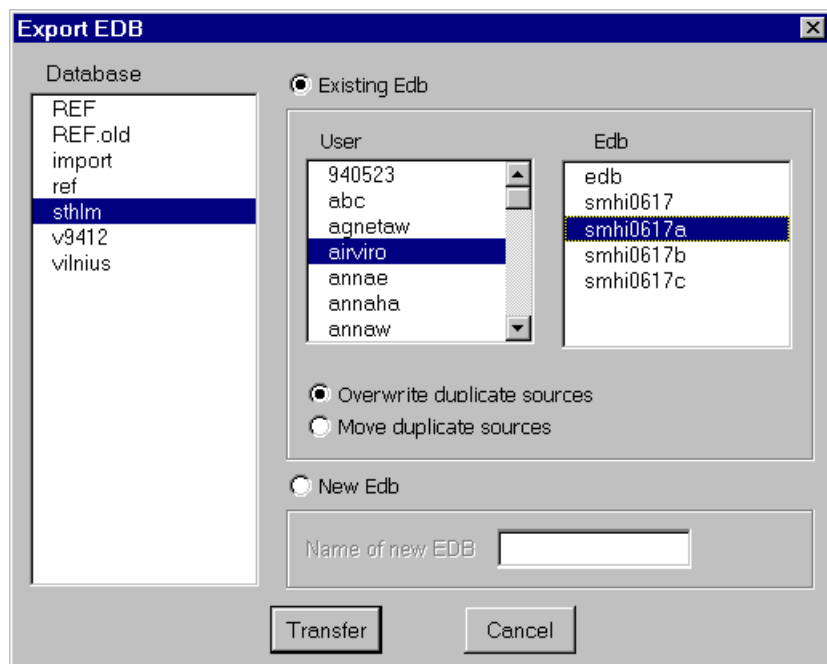 Export EDB
Database
REF
REF.old
import
ref
sthlm
v9412
vilnius
Existing Edb
User
940523
abc
agnetaw
airviro
annae
annaha
annaw
Edb
edb
smhi0617
smhi0617a
smhi0617b
smhi0617c
Overwrite duplicate sources
Move duplicate sources
New Edb
Name of new EDB
Transfer
Cancel